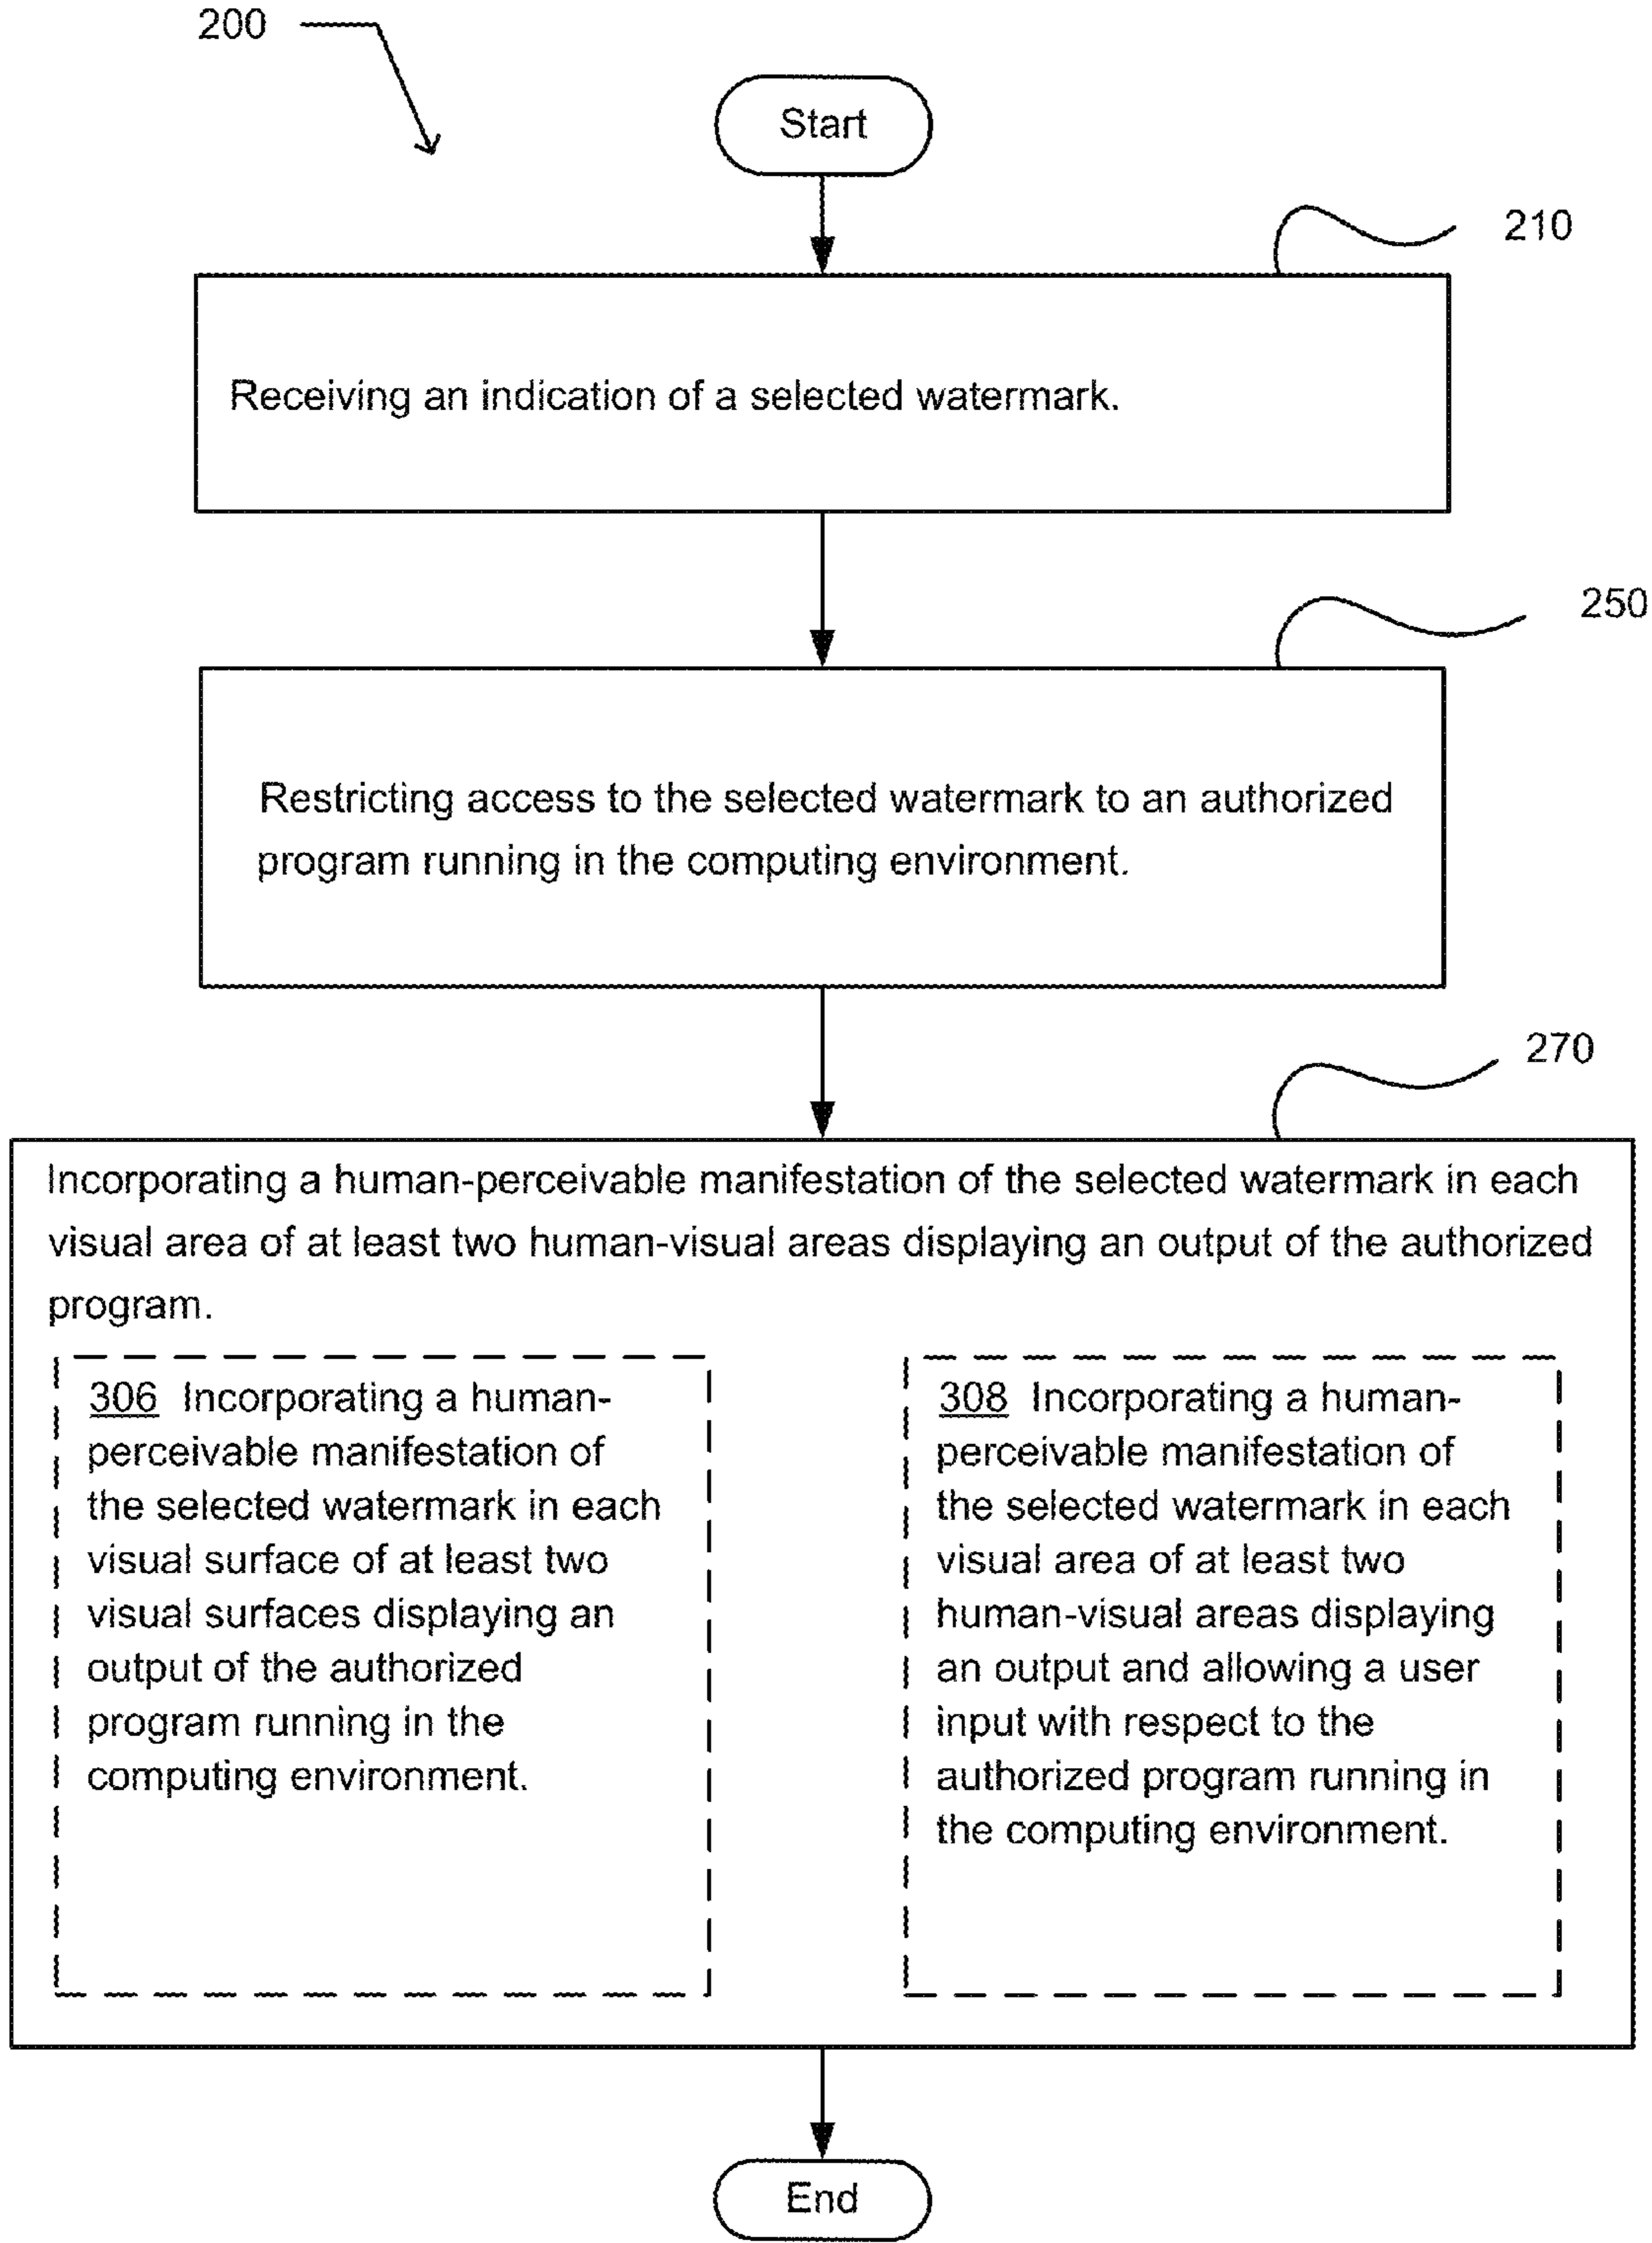 200
Start
210
Receiving an indication of a selected watermark.
250
Restricting access to the selected watermark to an authorized
program running in the computing environment.
270
Incorporating a human-perceivable manifestation of the selected watermark in each
visual area of at least two human-visual areas displaying an output of the authorized
program.
306 Incorporating a human-
perceivable manifestation of
the selected watermark in each
visual surface of at least two
visual surfaces displaying an
output of the authorized
program running in the
computing environment.
308 Incorporating a human-
perceivable manifestation of
the selected watermark in each
visual area of at least two
human-visual areas displaying
an output and allowing a user
input with respect to the
authorized program running in
the computing environment.
End